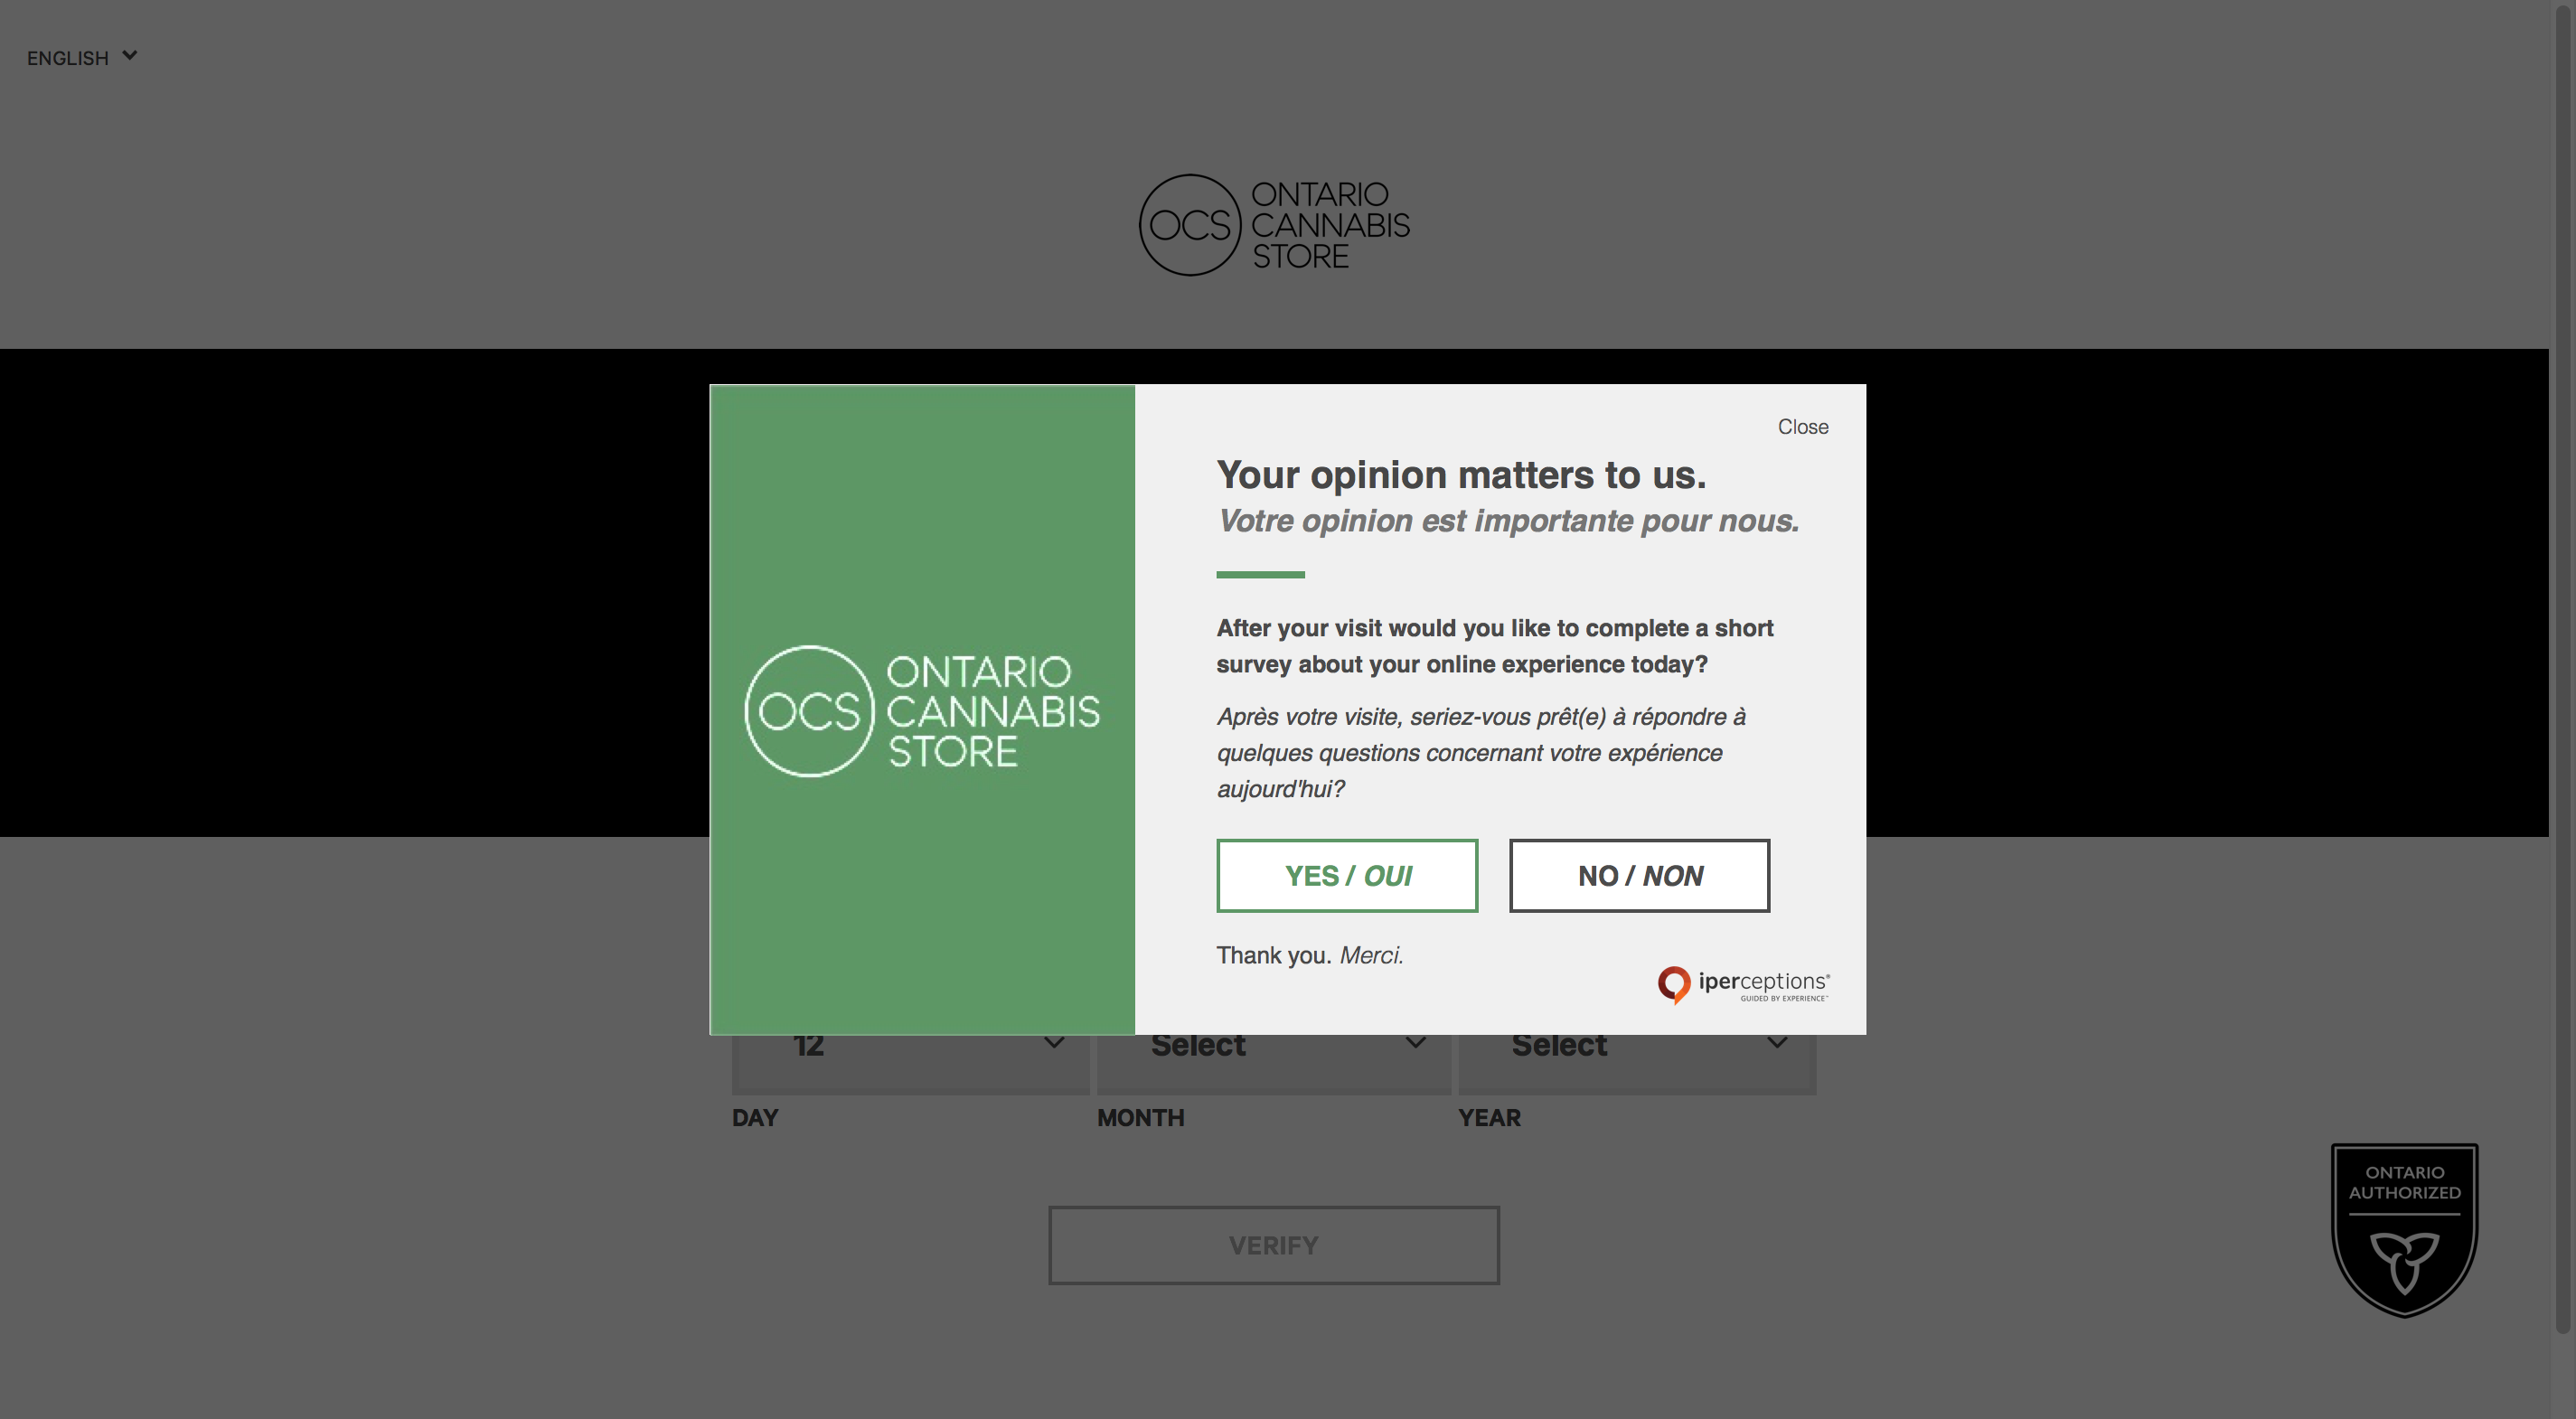 ENGLISH
OCS
ONTARIO
CANNABIS
STORE
OCS
ONTARIO
CANNABIS
STORE
Close
Your opinion matters to us.
Votre opinion est importante pour nous.
After your visit would you like to complete a short
survey about your online experience today?
Après votre visite, seriez-vous prêt(e) à répondre à
quelques questions concernant votre expérience
aujourd'hui?
YES / OUI
NO / NON
Thank you. Merci.
iperceptions®
GUIDED BY EXERIENCE™
12
Select
Select
DAY
MONTH
YEAR
VERIFY
ONTARIO
AUTHORIZED